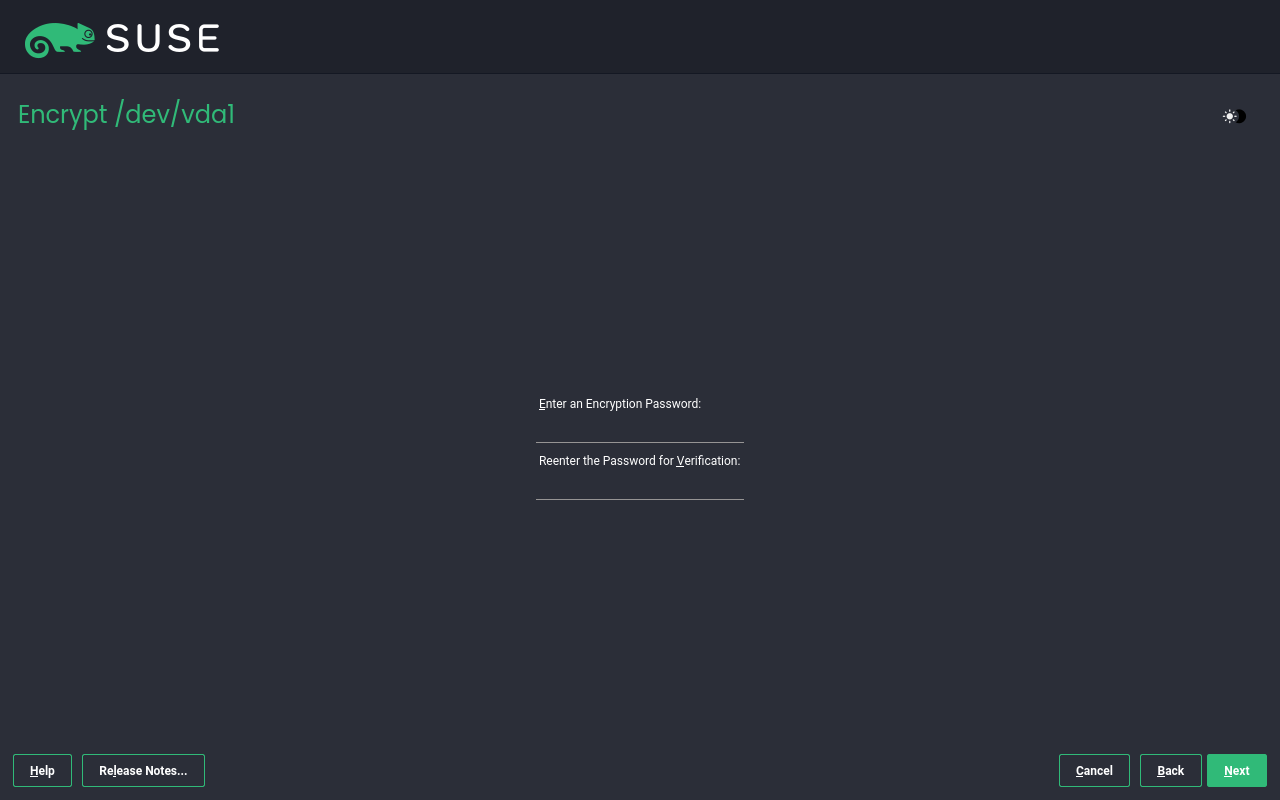 SUSE
Encrypt /dev/vda1
Enter an Encryption Password:
Reenter the Password for Verification:
Help
Release Notes...
Cancel
Back
Next